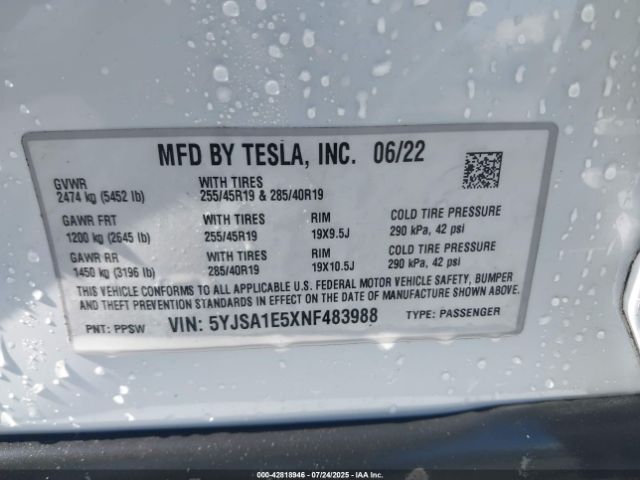 MFD BY TESLA, INC. 06/22
GVWR
2474 kg (5452 lb)
WITH TIRES
255/45R19 & 285/40R19
GAWR FRT
1200 kg (2645 lb)
WITH TIRES
255/45R19
RIM
19X9.5J
COLD TIRE PRESSURE
290 kPa, 42 psi
GAWR RR
1450 kg (3196 lb)
WITH TIRES
285/40R19
RIM
19X10.5J
COLD TIRE PRESSURE
290 kPa, 42 psi
THIS VEHICLE CONFORMS TO ALL APPLICABLE U.S. FEDERAL MOTOR VEHICLE SAFETY, BUMPER
AND THEFT PREVENTION STANDARDS IN EFFECT ON THE DATE OF MANUFACTURE SHOWN ABOVE.
PNT: PPSW
VIN: 5YJSA1E5XNF483988
TYPE: PASSENGER
000-42818946 - 07/24/2025 - IAA Corp.